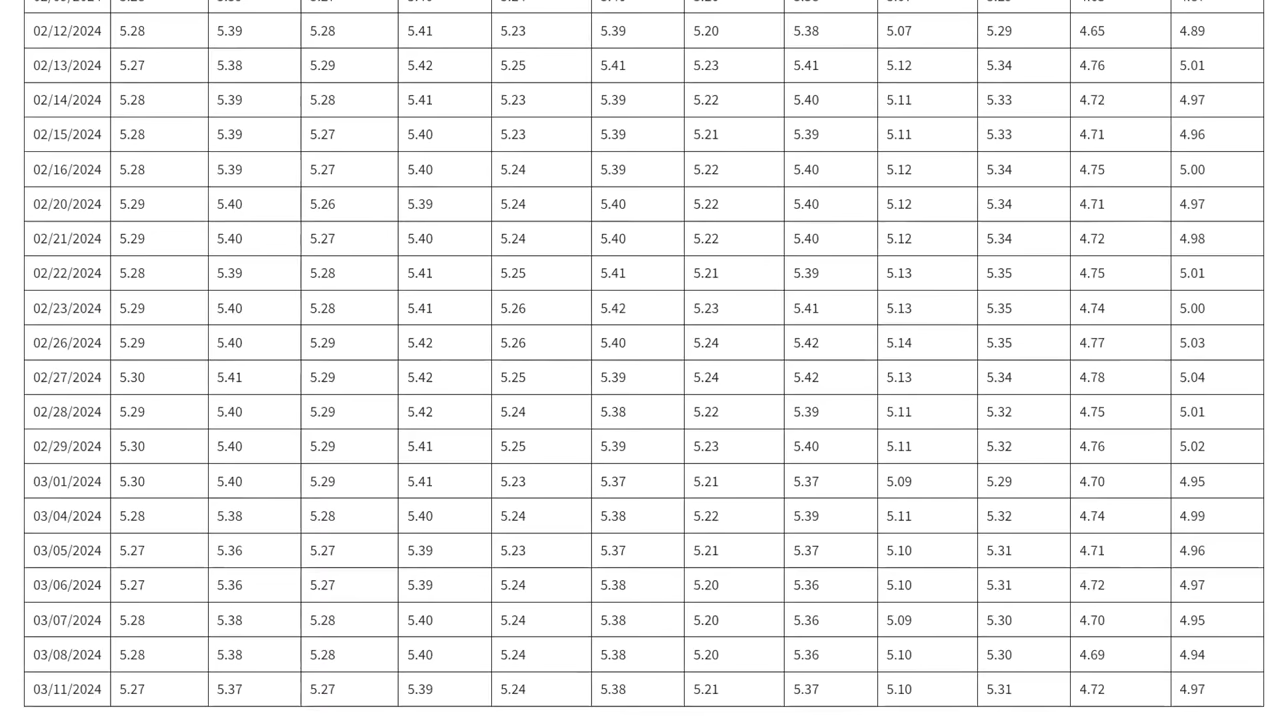 02/12/2024 5.28 5.39 5.28 5.41 5.23 5.39 5.20 5.38 5.07 5.29 4.65 4.89
02/13/2024 5.27 5.38 5.29 5.42 5.25 5.41 5.23 5.41 5.12 5.34 4.76 5.01
02/14/2024 5.28 5.39 5.28 5.41 5.23 5.39 5.22 5.40 5.11 5.33 4.72 4.97
02/15/2024 5.28 5.39 5.27 5.40 5.23 5.39 5.21 5.39 5.11 5.33 4.71 4.96
02/16/2024 5.28 5.39 5.27 5.40 5.24 5.39 5.22 5.40 5.12 5.34 4.75 5.00
02/20/2024 5.29 5.40 5.26 5.39 5.24 5.40 5.22 5.40 5.12 5.34 4.71 4.97
02/21/2024 5.29 5.40 5.27 5.40 5.24 5.40 5.22 5.40 5.12 5.34 4.72 4.98
02/22/2024 5.28 5.39 5.28 5.41 5.25 5.41 5.21 5.39 5.13 5.35 4.75 5.01
02/23/2024 5.29 5.40 5.28 5.41 5.26 5.42 5.23 5.41 5.13 5.35 4.74 5.00
02/26/2024 5.29 5.40 5.29 5.42 5.26 5.40 5.24 5.42 5.14 5.35 4.77 5.03
02/27/2024 5.30 5.41 5.29 5.42 5.25 5.39 5.24 5.42 5.13 5.34 4.78 5.04
02/28/2024 5.29 5.40 5.29 5.42 5.24 5.38 5.22 5.39 5.11 5.32 4.75 5.01
02/29/2024 5.30 5.40 5.29 5.41 5.25 5.39 5.23 5.40 5.11 5.32 4.76 5.02
03/01/2024 5.30 5.40 5.29 5.41 5.23 5.37 5.21 5.37 5.09 5.29 4.70 4.95
03/04/2024 5.28 5.38 5.28 5.40 5.24 5.38 5.22 5.39 5.11 5.32 4.74 4.99
03/05/2024 5.27 5.36 5.27 5.39 5.23 5.37 5.21 5.37 5.10 5.31 4.71 4.96
03/06/2024 5.27 5.36 5.27 5.39 5.24 5.38 5.20 5.36 5.10 5.31 4.72 4.97
03/07/2024 5.28 5.38 5.28 5.40 5.24 5.38 5.20 5.36 5.09 5.30 4.70 4.95
03/08/2024 5.28 5.38 5.28 5.40 5.24 5.38 5.20 5.36 5.10 5.30 4.69 4.94
03/11/2024 5.27 5.37 5.27 5.39 5.24 5.38 5.21 5.37 5.10 5.31 4.72 4.97